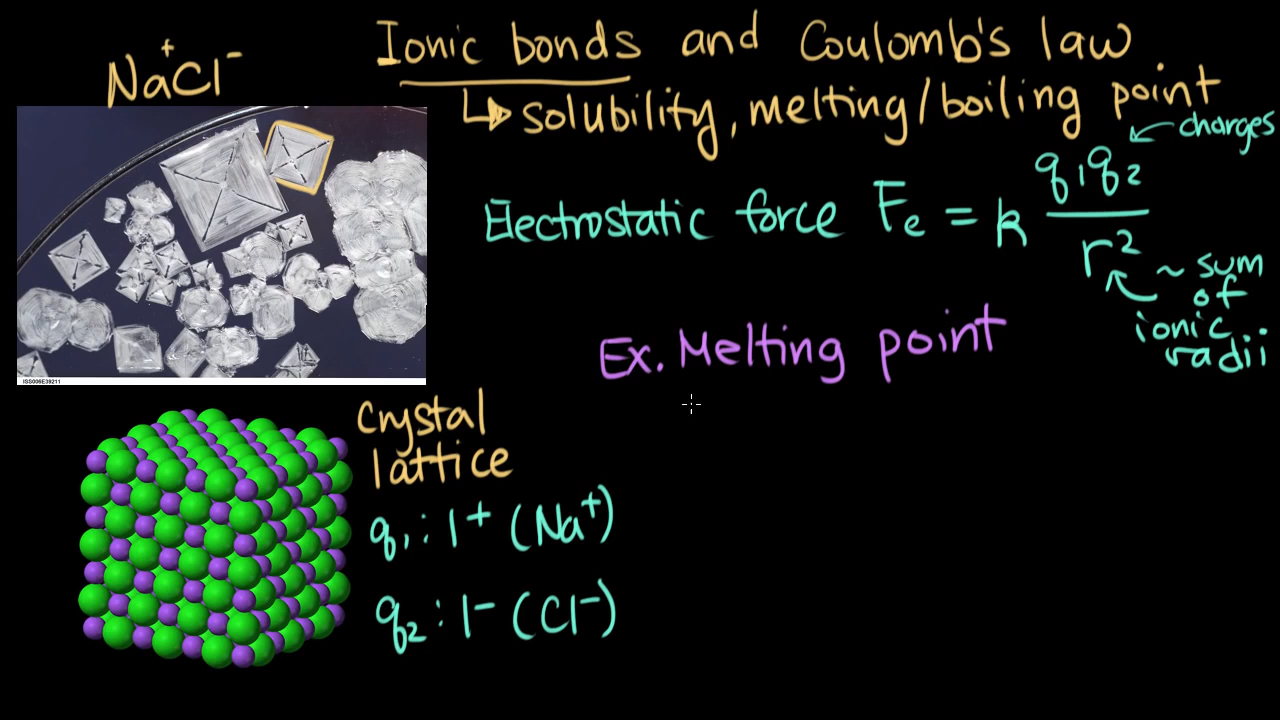 Na⁺Cl⁻
Ionic bonds and Coulomb's law
↳ solubility, melting/boiling point
← charges
Electrostatic force Fe = k q₁q₂ / r²
~ sum
of
ionic
radii
Ex. Melting point
ISS006E39211
Crystal
lattice
q₁ : 1⁺ (Na⁺)
q₂ : 1⁻ (Cl⁻)